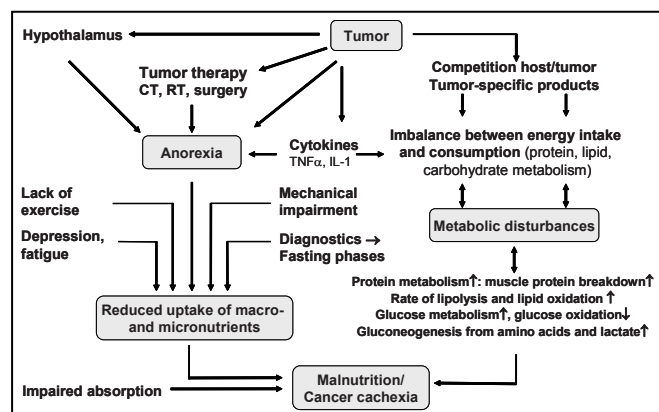 Hypothalamus
Tumor
Tumor therapy
CT, RT, surgery
Competition host/tumor
Tumor-specific products
Anorexia
Cytokines
TNFα, IL-1
Imbalance between energy intake
and consumption (protein, lipid,
carbohydrate metabolism)
Lack of
exercise
Mechanical
impairment
Metabolic disturbances
Depression,
fatigue
Diagnostics →
Fasting phases
Protein metabolism↑: muscle protein breakdown↑
Rate of lipolysis and lipid oxidation ↑
Glucose metabolism↑, glucose oxidation↓
Gluconeogenesis from amino acids and lactate↑
Reduced uptake of macro-
and micronutrients
Impaired absorption
Malnutrition/
Cancer cachexia